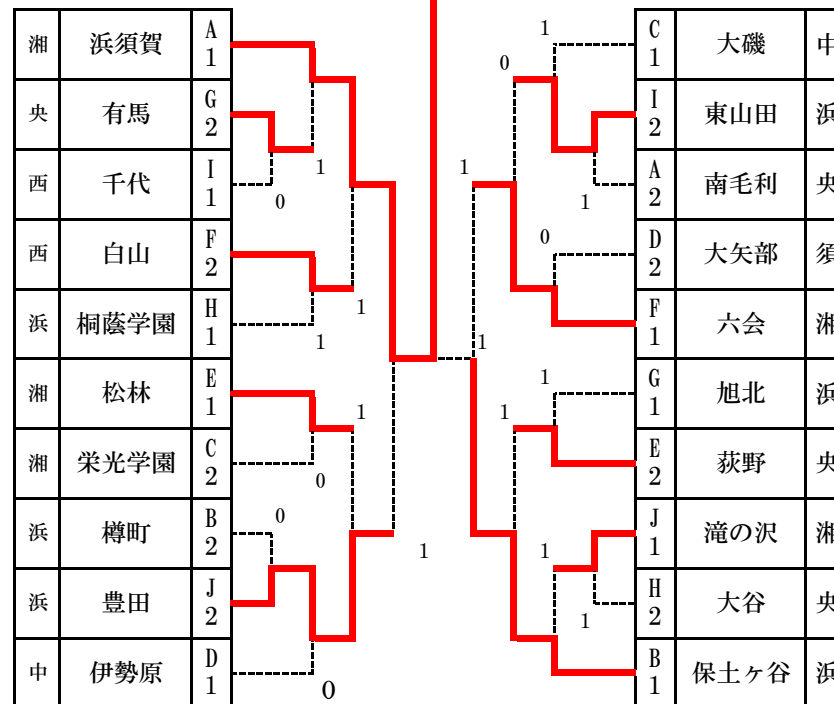 湘 浜須賀 A 1
央 有馬 G 2
西 千代 I 1
西 白山 F 2
浜 桐蔭学園 H 1
湘 松林 E 1
湘 栄光学園 C 2
浜 樽町 B 2
浜 豊田 J 2
中 伊勢原 D 1
1
0
1
1
1
0
0
0
1
1
1
0
1
0
1
1
1
1
1
C 1 大磯 中
I 2 東山田 浜
A 2 南毛利 央
D 2 大矢部 須
F 1 六会 湘
G 1 旭北 浜
E 2 荻野 央
J 1 滝の沢 湘
H 2 大谷 央
B 1 保土ヶ谷 浜